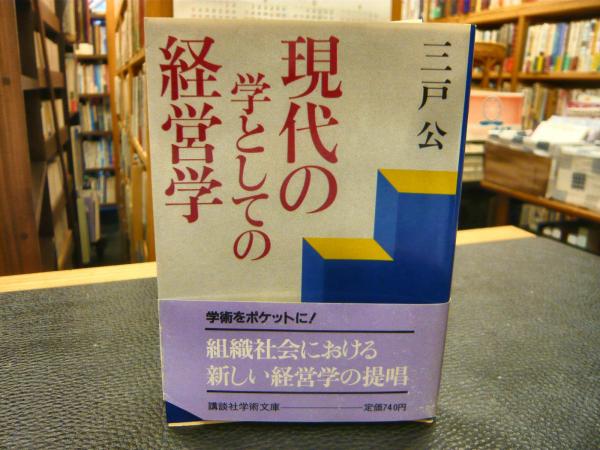 三戸公
現代の
学としての
経営学
学術をポケットに!
組織社会における
新しい経営学の提唱
講談社学術文庫
定価740円